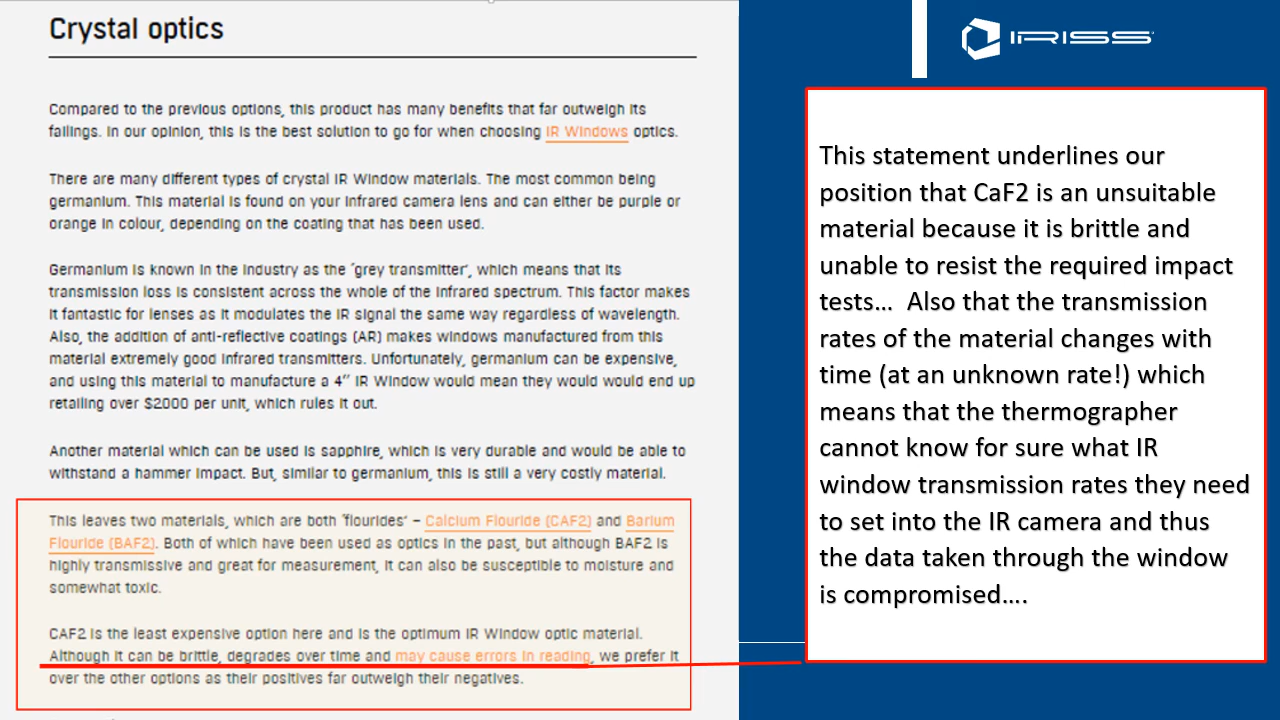 Crystal optics
Compared to the previous options, this product has many benefits that far outweigh its
failings. In our opinion, this is the best solution to go for when choosing IR Windows optics.
There are many different types of crystal IR Window materials. The most common being
germanium. This material is found on your infrared camera lens and can either be purple or
orange in colour, depending on the coating that has been used.
Germanium is known in the industry as the 'grey transmitter', which means that its
transmission loss is consistent across the whole of the infrared spectrum. This factor makes
it fantastic for lenses as it modulates the IR signal the same way regardless of wavelength.
Also, the addition of anti-reflective coatings (AR) makes windows manufactured from this
material extremely good infrared transmitters. Unfortunately, germanium can be expensive,
and using this material to manufacture a 4″ IR Window would mean they would would end up
retailing over $2000 per unit, which rules it out.
Another material which can be used is sapphire, which is very durable and would be able to
withstand a hammer impact. But, similar to germanium, this is still a very costly material.
This leaves two materials, which are both 'flourides' – Calcium Flouride (CAF2) and Barium
Flouride (BAF2). Both of which have been used as optics in the past, but although BAF2 is
highly transmissive and great for measurement, it can also be susceptible to moisture and
somewhat toxic.
CAF2 is the least expensive option here and is the optimum IR Window optic material.
Although it can be brittle, degrades over time and may cause errors in reading, we prefer it
over the other options as their positives far outweigh their negatives.
IRISS
This statement underlines our
position that CaF2 is an unsuitable
material because it is brittle and
unable to resist the required impact
tests… Also that the transmission
rates of the material changes with
time (at an unknown rate!) which
means that the thermographer
cannot know for sure what IR
window transmission rates they need
to set into the IR camera and thus
the data taken through the window
is compromised….